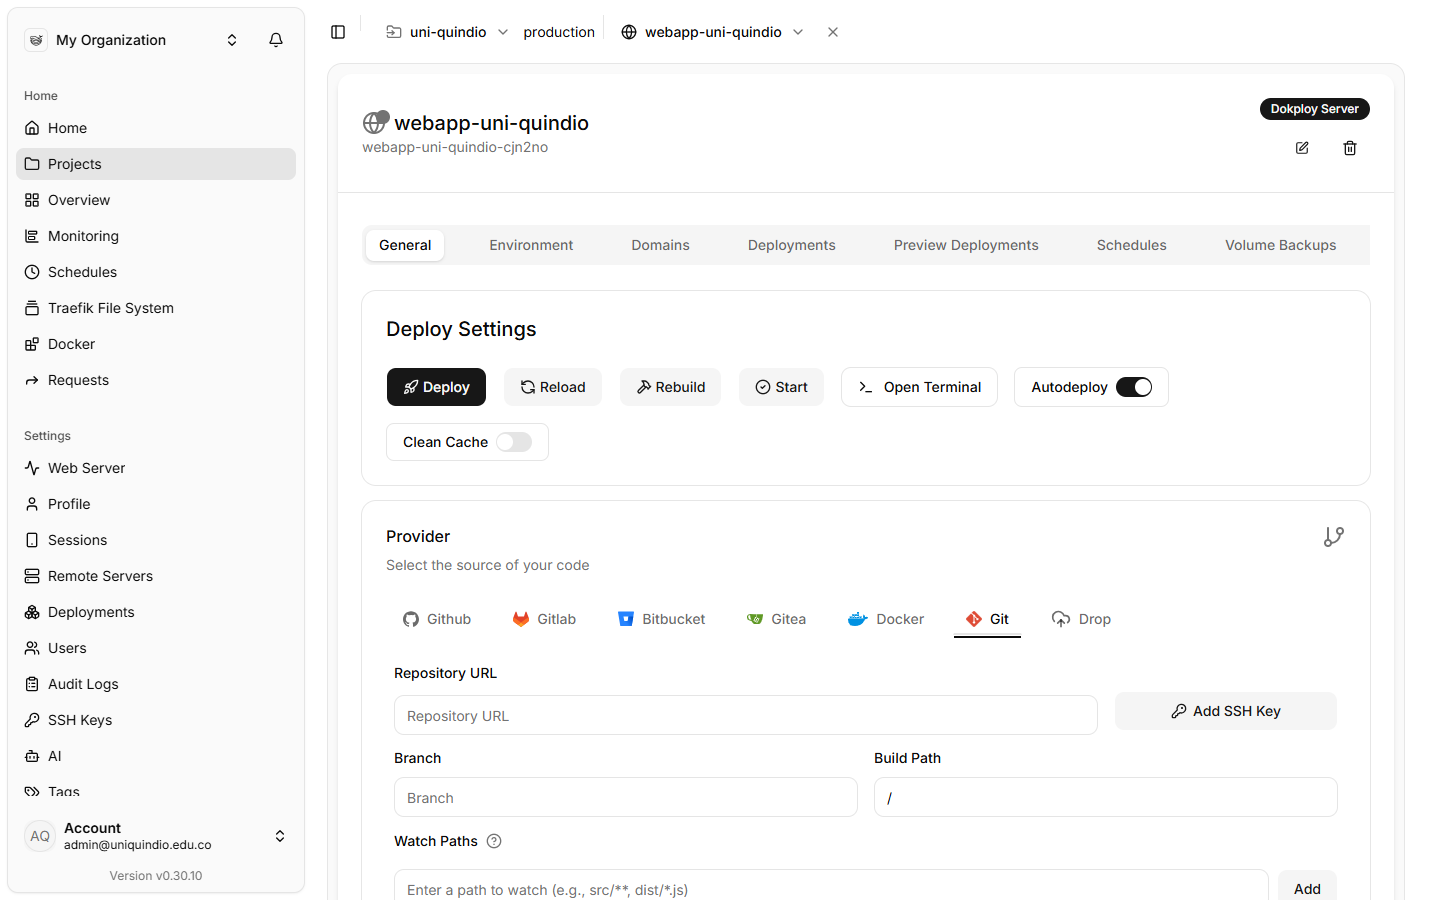 My Organization
Home
Home
Projects
Overview
Monitoring
Schedules
Traefik File System
Docker
Requests
Settings
Web Server
Profile
Sessions
Remote Servers
Deployments
Users
Audit Logs
SSH Keys
AI
Tags
AQ
Account
admin@uniquindio.edu.co
Version v0.30.10
uni-quindio
production
webapp-uni-quindio
webapp-uni-quindio
webapp-uni-quindio-cjn2no
Dokploy Server
General Environment Domains Deployments Preview Deployments Schedules Volume Backups
Deploy Settings
Deploy Reload Rebuild Start Open Terminal Autodeploy
Clean Cache
Provider
Select the source of your code
Github Gitlab Bitbucket Gitea Docker Git Drop
Repository URL
Repository URL
Add SSH Key
Branch Build Path
Branch /
Watch Paths
Enter a path to watch (e.g., src/**, dist/*.js)
Add